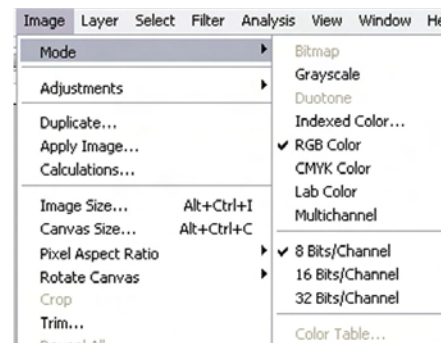 Image Layer Select Filter Analysis View Window He
Mode
Adjustments
Duplicate...
Apply Image...
Calculations...
Image Size... Alt+Ctrl+I
Canvas Size... Alt+Ctrl+C
Pixel Aspect Ratio
Rotate Canvas
Crop
Trim...
Bitmap
Grayscale
Duotone
Indexed Color...
RGB Color
CMYK Color
Lab Color
Multichannel
8 Bits/Channel
16 Bits/Channel
32 Bits/Channel
Color Table...